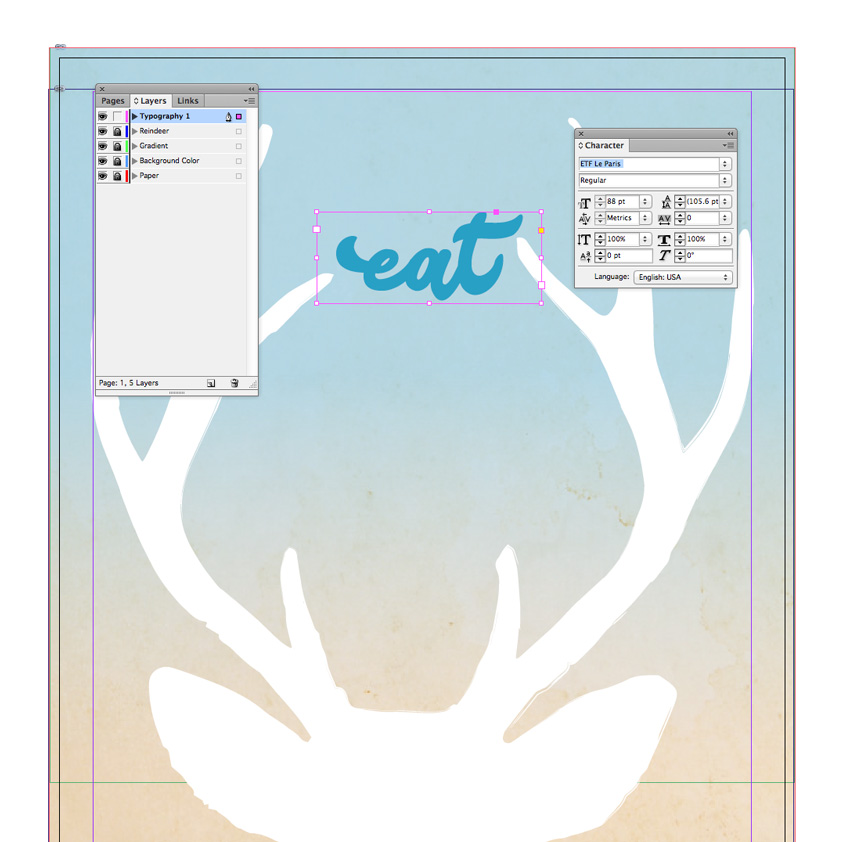 Pages
Layers
Links
Typography 1
Reindeer
Gradient
Background Color
Paper
Page: 1, 5 Layers
eat
Character
ETF Le Paris
Regular
88 pt
(105.6 pt
Metrics
0
100%
100%
0 pt
0°
Language:
English: USA